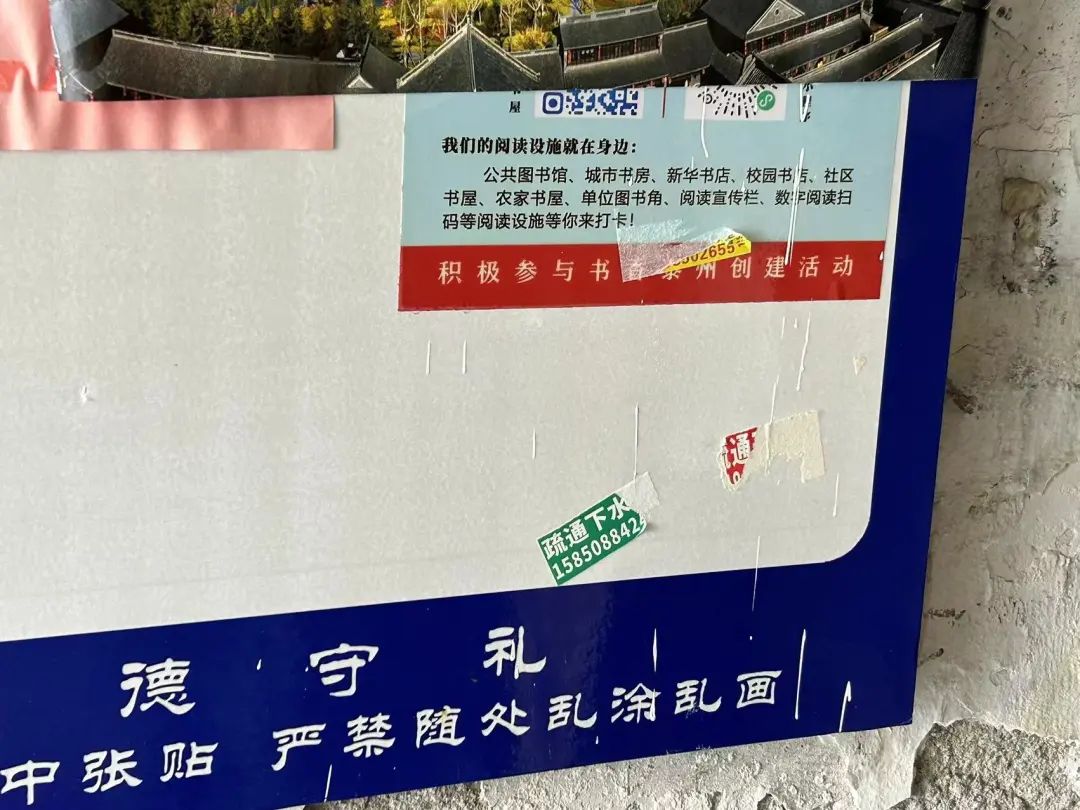 屋
我们的阅读设施就在身边：
公共图书馆、城市书房、新华书店、校园书店、社区
书屋、农家书屋、单位图书角、阅读宣传栏、数字阅读扫
码等阅读设施等你来打卡！
02655
积极参与书香泰州创建活动
通
疏通下水
1585088425
德守礼
中张贴 严禁随处乱涂乱画